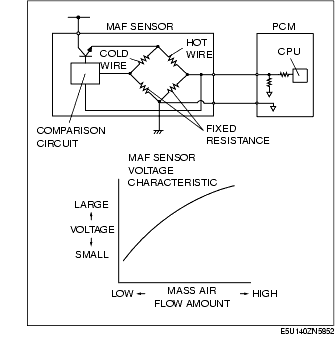 MAF SENSOR
PCM
COLD
WIRE
HOT
WIRE
CPU
COMPARISON
CIRCUIT
FIXED
RESISTANCE
MAF SENSOR
VOLTAGE
CHARACTERISTIC
LARGE
VOLTAGE
SMALL
LOW
MASS AIR
FLOW AMOUNT
HIGH
E5U140ZN5852